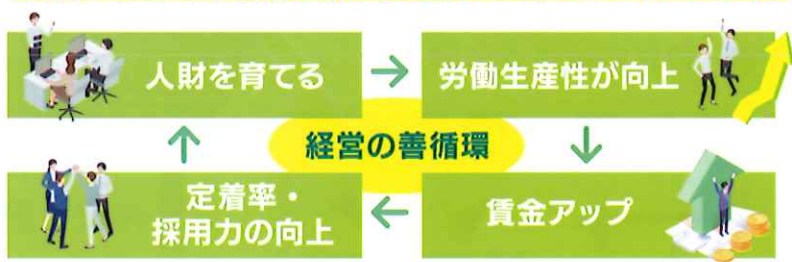 人財を育てる
労働生産性が向上
経営の善循環
定着率・
採用力の向上
賃金アップ